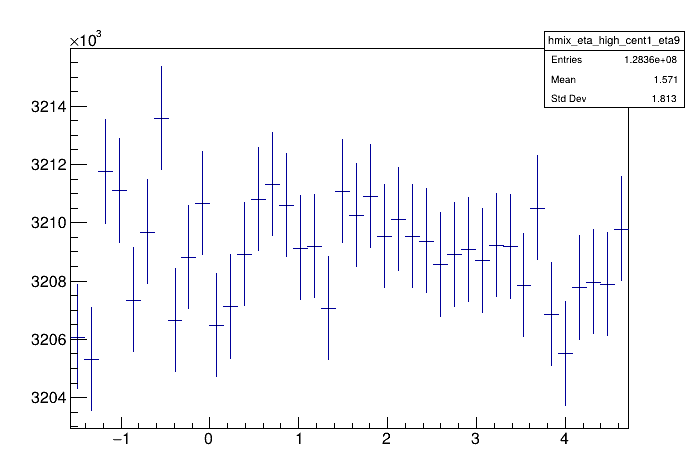 ×10³
hmix_eta_high_cent1_eta9
Entries 1.2836e+08
Mean 1.571
Std Dev 1.813
3214
3212
3210
3208
3206
3204
−1 0 1 2 3 4